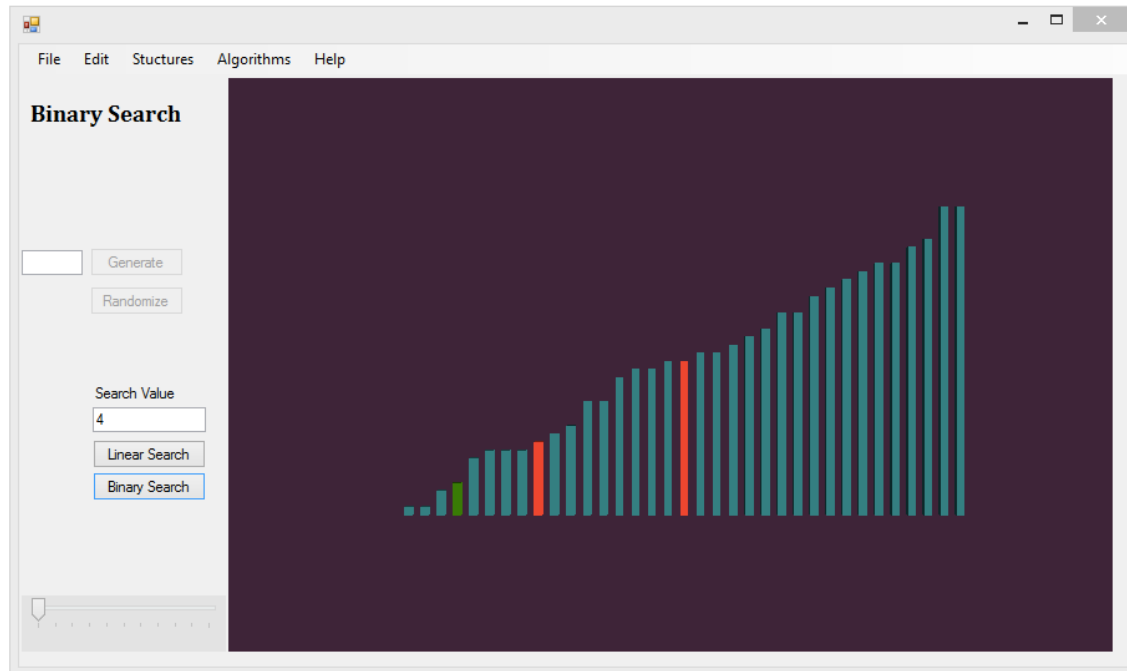 File Edit Stuctures Algorithms Help
Binary Search
Generate
Randomize
Search Value
4
Linear Search
Binary Search